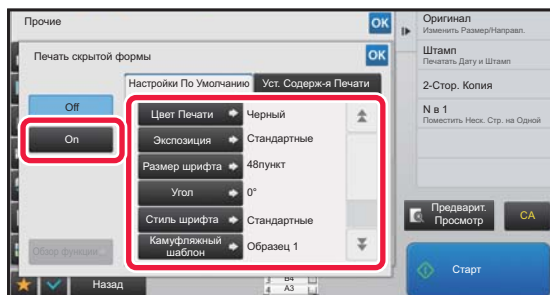 Прочие
OK
Печать скрытой формы
OK
Настройки По Умолчанию
Уст. Содерж-я Печати
Off
On
Цвет Печати
Черный
Экспозиция
Стандартные
Размер шрифта
48пункт
Угол
0°
Стиль шрифта
Стандартные
Камуфляжный
шаблон
Образец 1
Обзор функции
Назад
B4
4 A3
Оригинал
Изменить Размер/Направл.
Штамп
Печатать Дату и Штамп
2-Стор. Копия
N в 1
Поместить Неск. Стр. на Одной
Предварит.
Просмотр
CA
Старт